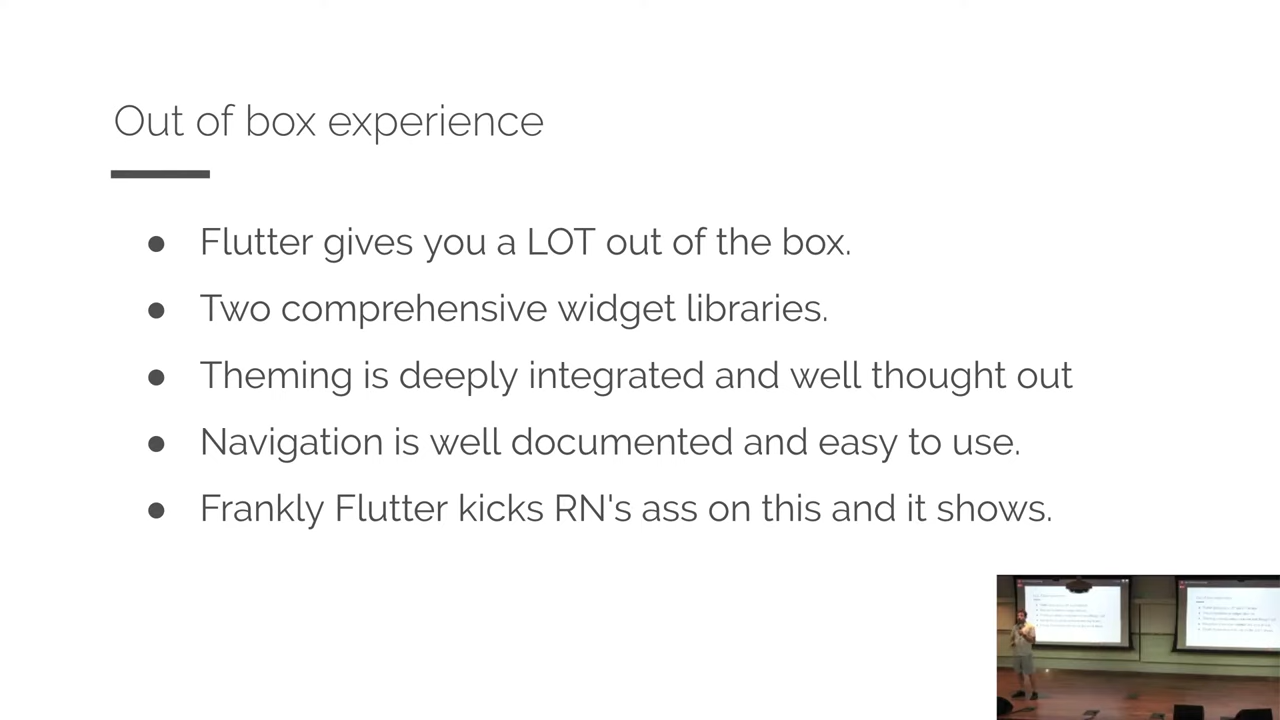 Out of box experience
Flutter gives you a LOT out of the box.
Two comprehensive widget libraries.
Theming is deeply integrated and well thought out
Navigation is well documented and easy to use.
Frankly Flutter kicks RN's ass on this and it shows.